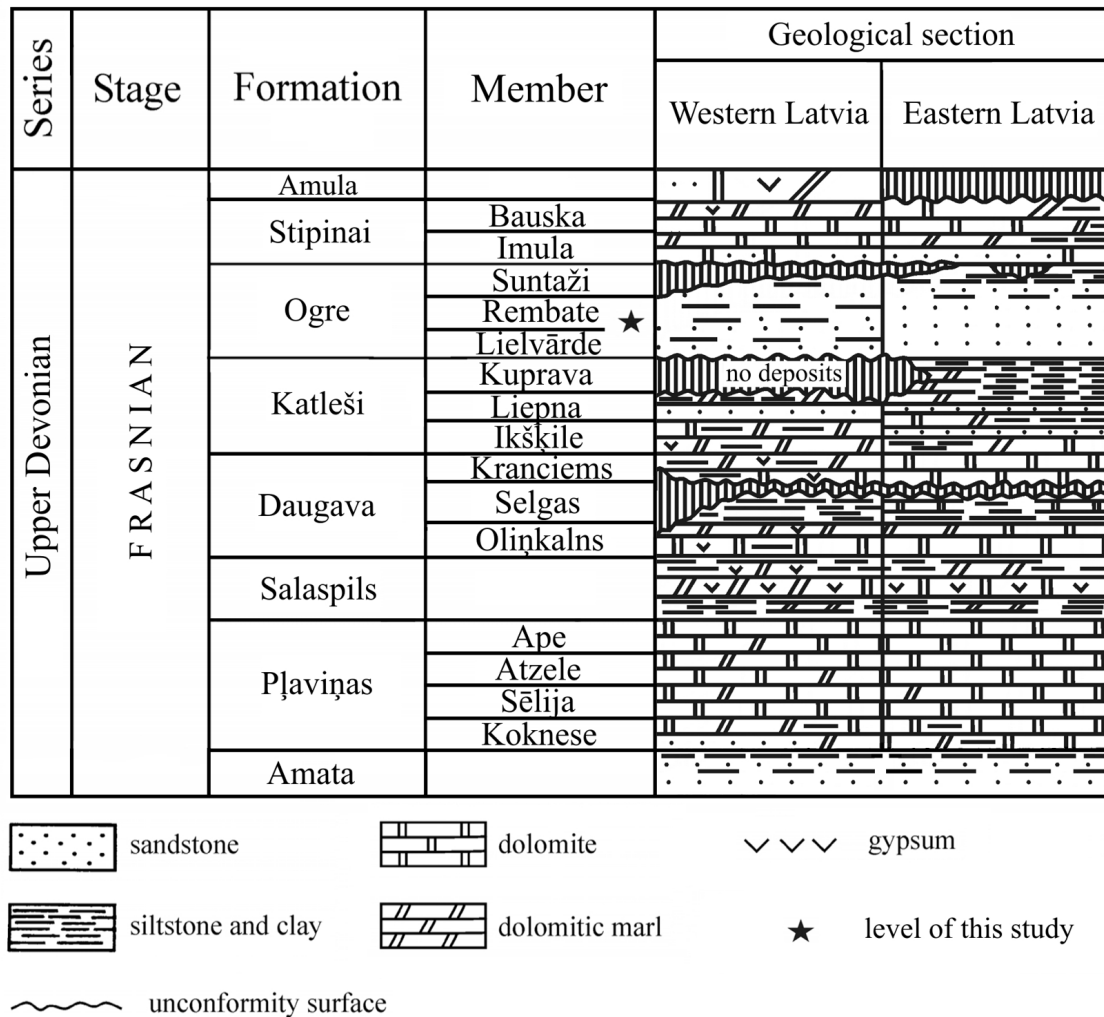 Series
Stage
Formation
Member
Geological section
Western Latvia
Eastern Latvia
Upper Devonian
FRASNIAN
Amula
Stipinai
Bauska
Imula
Ogre
Suntaži
Rembate
Lielvārde
Katleši
Kuprava
Liepna
Ikšķile
no deposits
Daugava
Kranciems
Selgas
Oliņkalns
Salaspils
Pļaviņas
Ape
Atzele
Sēlija
Koknese
Amata
sandstone
dolomite
gypsum
siltstone and clay
dolomitic marl
level of this study
unconformity surface